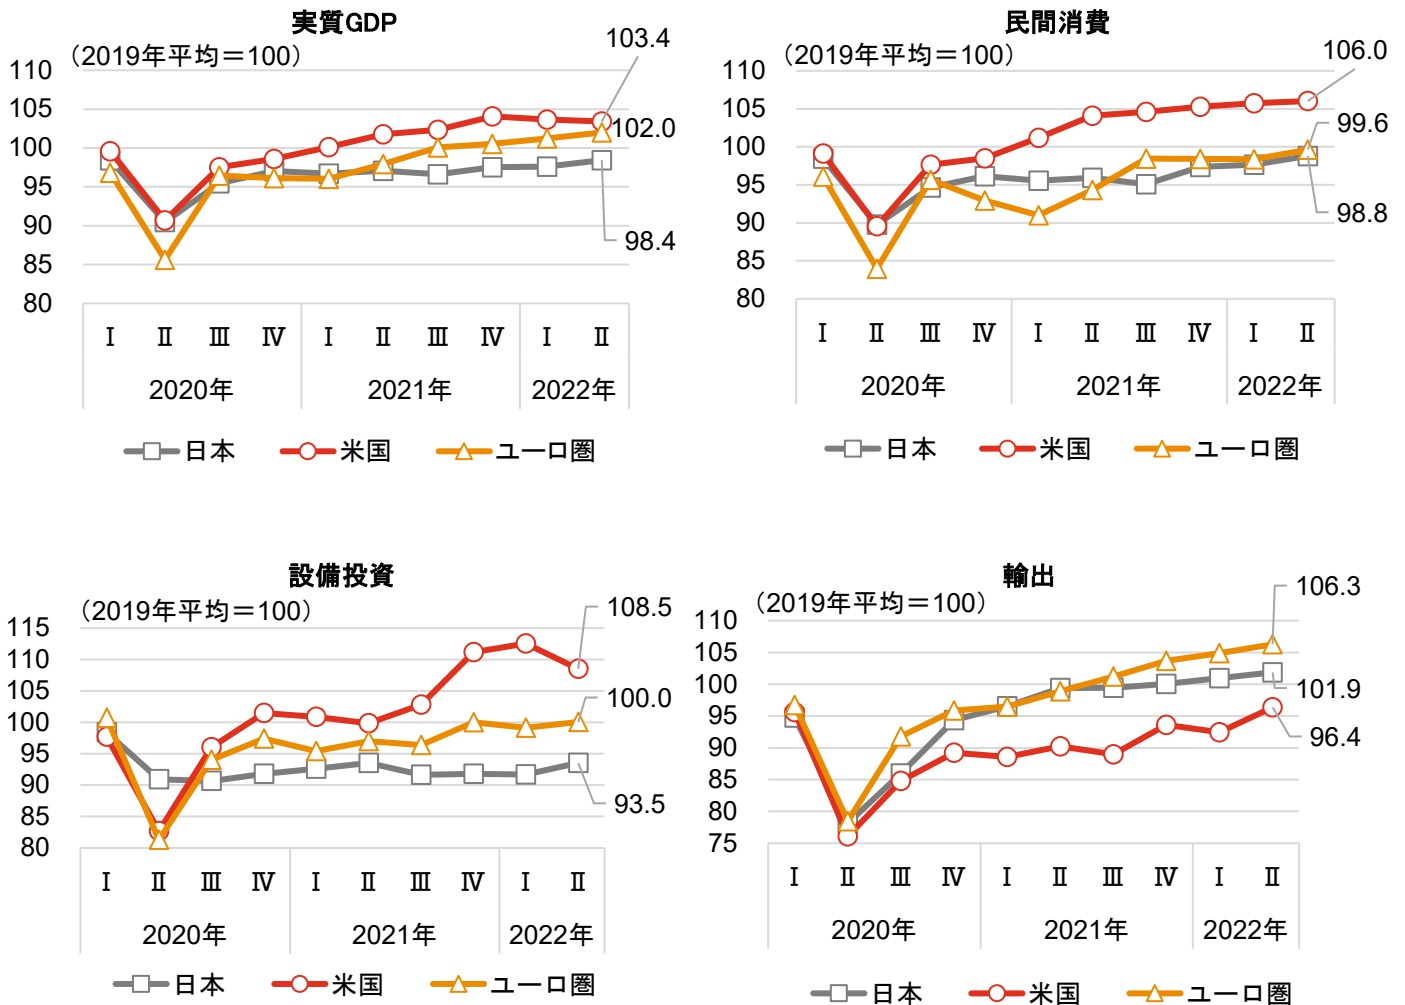 実質GDP
（2019年平均＝100）
103.4
110
105
100
95
90
85
80
102.0
98.4
Ⅰ Ⅱ Ⅲ Ⅳ Ⅰ Ⅱ Ⅲ Ⅳ Ⅰ Ⅱ
2020年 2021年 2022年
日本 米国 ユーロ圏
民間消費
（2019年平均＝100）
106.0
110
105
100
95
90
85
80
99.6
98.8
Ⅰ Ⅱ Ⅲ Ⅳ Ⅰ Ⅱ Ⅲ Ⅳ Ⅰ Ⅱ
2020年 2021年 2022年
日本 米国 ユーロ圏
設備投資
（2019年平均＝100）
108.5
115
110
105
100
95
90
85
80
100.0
93.5
Ⅰ Ⅱ Ⅲ Ⅳ Ⅰ Ⅱ Ⅲ Ⅳ Ⅰ Ⅱ
2020年 2021年 2022年
日本 米国 ユーロ圏
輸出
（2019年平均＝100）
106.3
110
105
100
95
90
85
80
75
101.9
96.4
Ⅰ Ⅱ Ⅲ Ⅳ Ⅰ Ⅱ Ⅲ Ⅳ Ⅰ Ⅱ
2020年 2021年 2022年
日本 米国 ユーロ圏